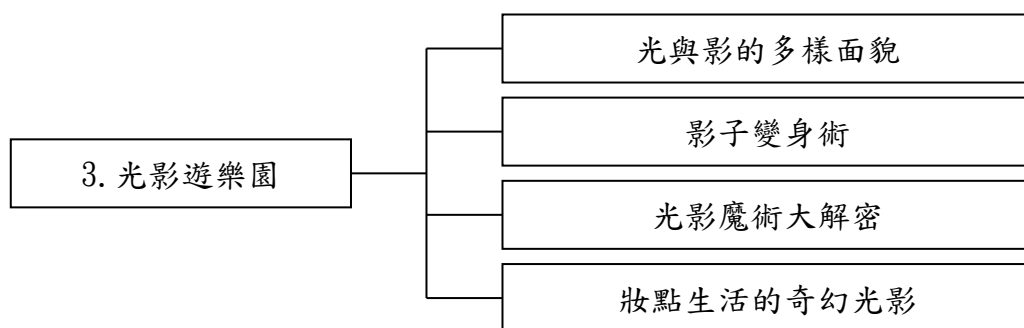 3.光影遊樂園
光與影的多樣面貌
影子變身術
光影魔術大解密
妝點生活的奇幻光影